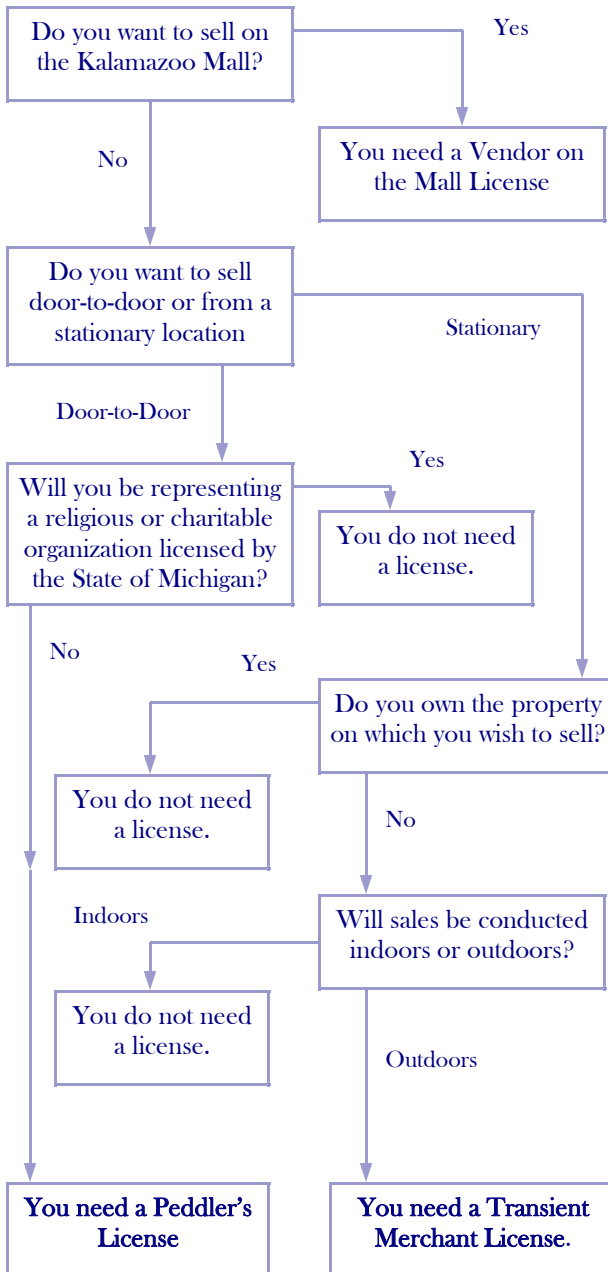 Do you want to sell on
the Kalamazoo Mall?
Yes
No
You need a Vendor on
the Mall License
Do you want to sell
door-to-door or from a
stationary location
Stationary
Door-to-Door
Yes
Will you be representing
a religious or charitable
organization licensed by
the State of Michigan?
You do not need
a license.
No
Yes
Do you own the property
on which you wish to sell?
You do not need
a license.
No
Indoors
Will sales be conducted
indoors or outdoors?
You do not need
a license.
Outdoors
You need a Peddler's
License
You need a Transient
Merchant License.